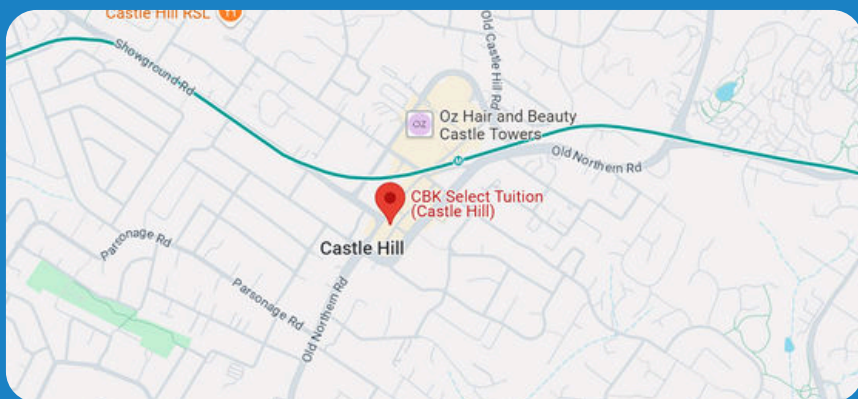 Castle Hill RSL
Showground Rd
Old Castle Hill Rd
OZ
Oz Hair and Beauty
Castle Towers
M
Old Northern Rd
CBK Select Tuition
(Castle Hill)
Castle Hill
Parsonage Rd
Parsonage Rd
Old Northern Rd